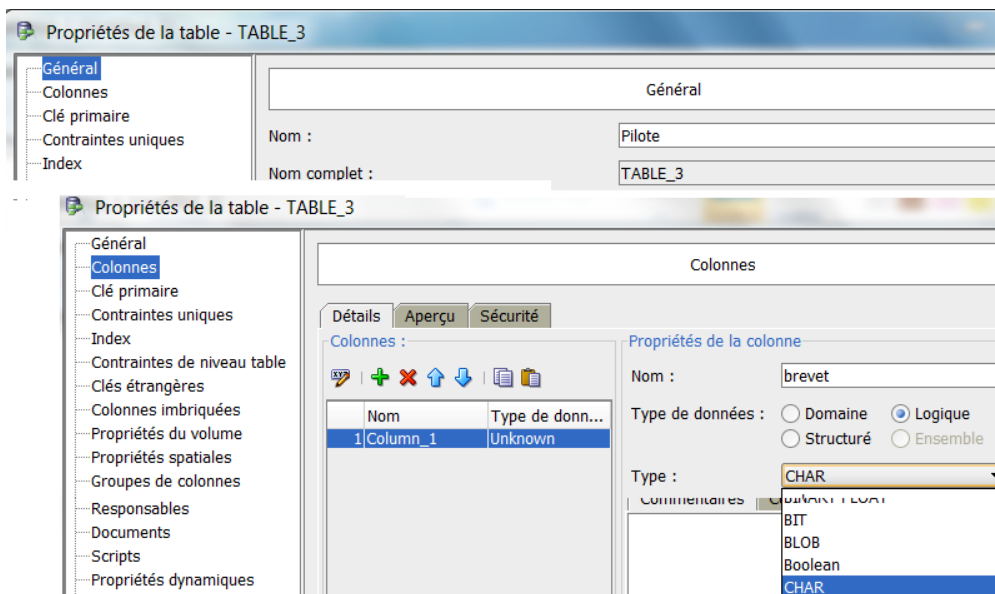 Propriétés de la table - TABLE_3
Général
Colonnes
Clé primaire
Contraintes uniques
Index
Général
Nom :
Pilote
Nom complet :
TABLE_3
Propriétés de la table - TABLE_3
Général
Colonnes
Clé primaire
Contraintes uniques
Index
Contraintes de niveau table
Clés étrangères
Colonnes imbriquées
Propriétés du volume
Propriétés spatiales
Groupes de colonnes
Responsables
Documents
Scripts
Propriétés dynamiques
Colonnes
Détails Aperçu Sécurité
Colonnes :
Nom Type de donn...
1 Column_1 Unknown
Propriétés de la colonne
Nom : brevet
Type de données : Domaine Logique
Structuré Ensemble
Type : CHAR
Commentaires
BIT
BLOB
Boolean
CHAR